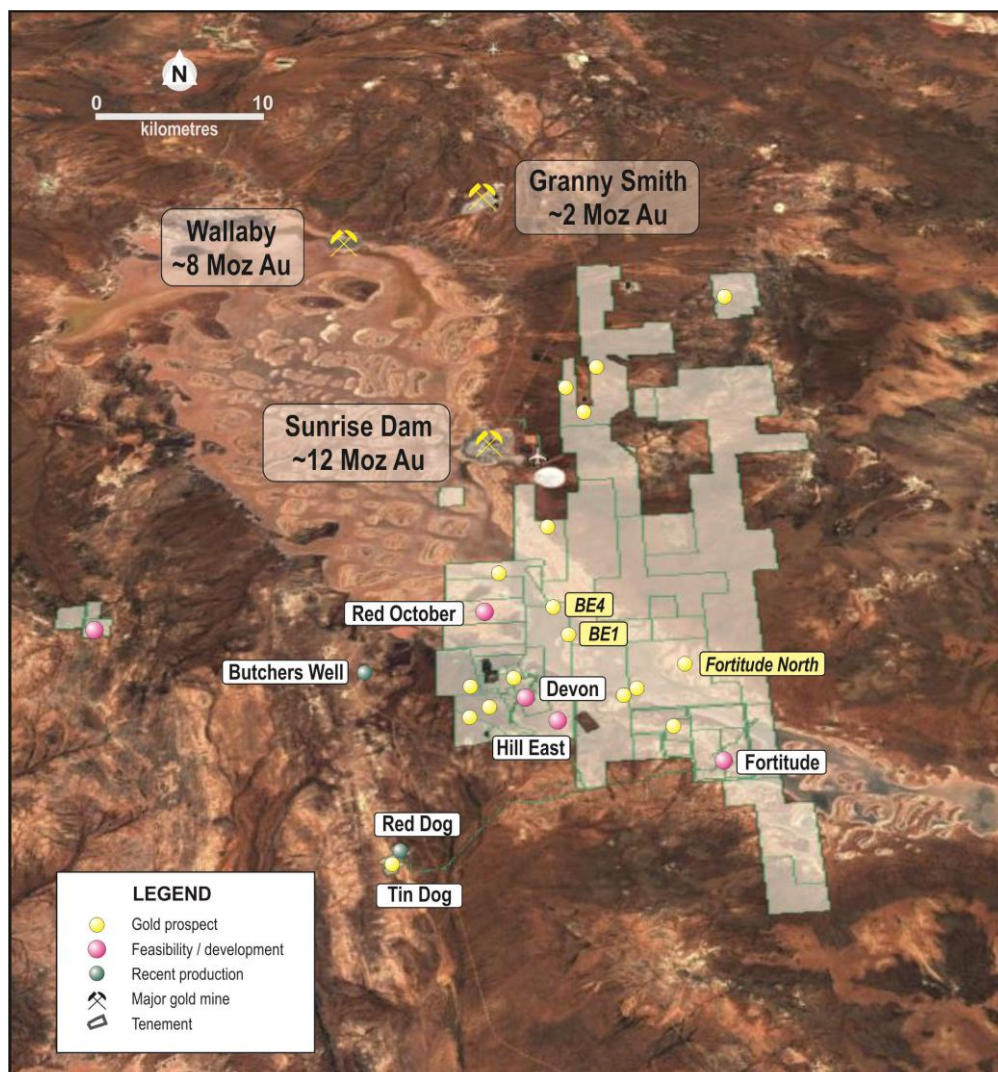 N
0 10
kilometres
Granny Smith
~2 Moz Au
Wallaby
~8 Moz Au
Sunrise Dam
~12 Moz Au
BE4
Red October
BE1
Fortitude North
Butchers Well
Devon
Hill East
Fortitude
Red Dog
Tin Dog
LEGEND
Gold prospect
Feasibility / development
Recent production
Major gold mine
Tenement